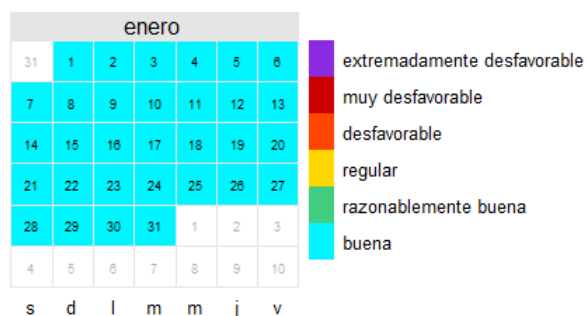 enero
31 1 2 3 4 5 6
7 8 9 10 11 12 13
14 15 16 17 18 19 20
21 22 23 24 25 26 27
28 29 30 31 1 2 3
4 5 6 7 8 9 10
s d l m m j v
extremadamente desfavorable
muy desfavorable
desfavorable
regular
razonablemente buena
buena